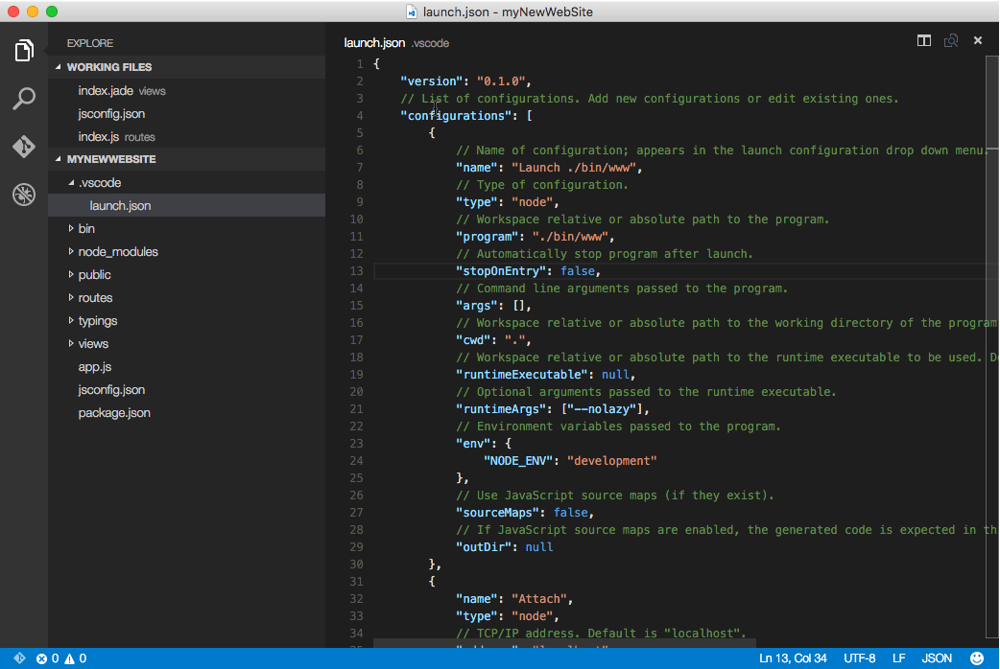 launch.json - myNewWebSite
EXPLORE
WORKING FILES
index.jade views
jsconfig.json
index.js routes
MYNEWWEBSITE
.vscode
launch.json
bin
node_modules
public
routes
typings
views
app.js
jsconfig.json
package.json
launch.json .vscode
1 {
2 "version": "0.1.0",
3 // List of configurations. Add new configurations or edit existing ones.
4 "configurations": [
5 {
6 // Name of configuration; appears in the launch configuration drop down menu.
7 "name": "Launch ./bin/www",
8 // Type of configuration.
9 "type": "node",
10 // Workspace relative or absolute path to the program.
11 "program": "./bin/www",
12 // Automatically stop program after launch.
13 "stopOnEntry": false,
14 // Command line arguments passed to the program.
15 "args": [],
16 // Workspace relative or absolute path to the working directory of the program
17 "cwd": ".",
18 // Workspace relative or absolute path to the runtime executable to be used. D
19 "runtimeExecutable": null,
20 // Optional arguments passed to the runtime executable.
21 "runtimeArgs": ["--nolazy"],
22 // Environment variables passed to the program.
23 "env": {
24 "NODE_ENV": "development"
25 },
26 // Use JavaScript source maps (if they exist).
27 "sourceMaps": false,
28 // If JavaScript source maps are enabled, the generated code is expected in th
29 "outDir": null
30 },
31 {
32 "name": "Attach",
33 "type": "node",
34 // TCP/IP address. Default is "localhost".
0 0
Ln 13, Col 34 UTF-8 LF JSON